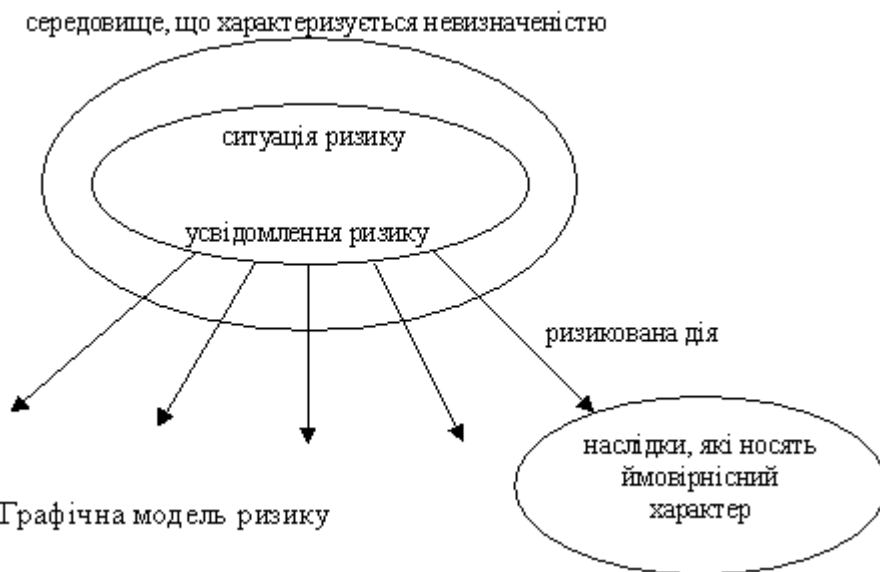 середовище, що характеризується невизначеністю
ситуація ризику
усвідомлення ризику
ризикована дія
наслідки, які носять
ймовірнісний
характер
Графічна модель ризику